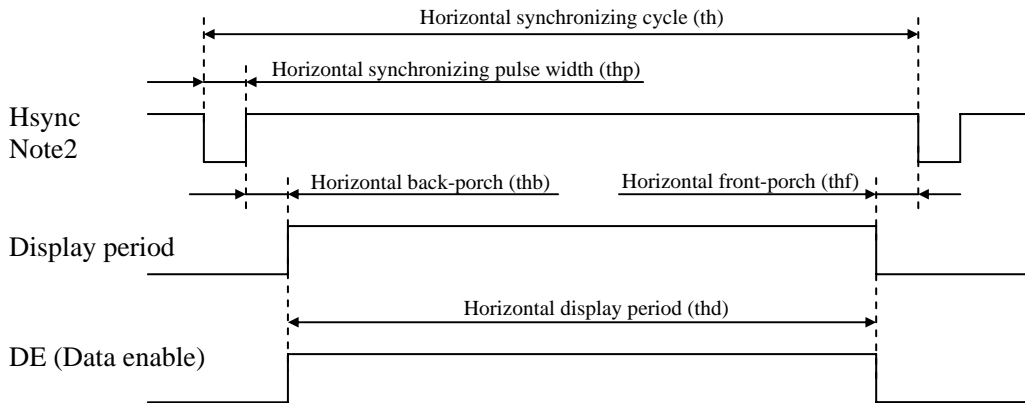 Horizontal synchronizing cycle (th)
Horizontal synchronizing pulse width (thp)
Hsync
Note2
Horizontal back-porch (thb)
Horizontal front-porch (thf)
Display period
Horizontal display period (thd)
DE (Data enable)